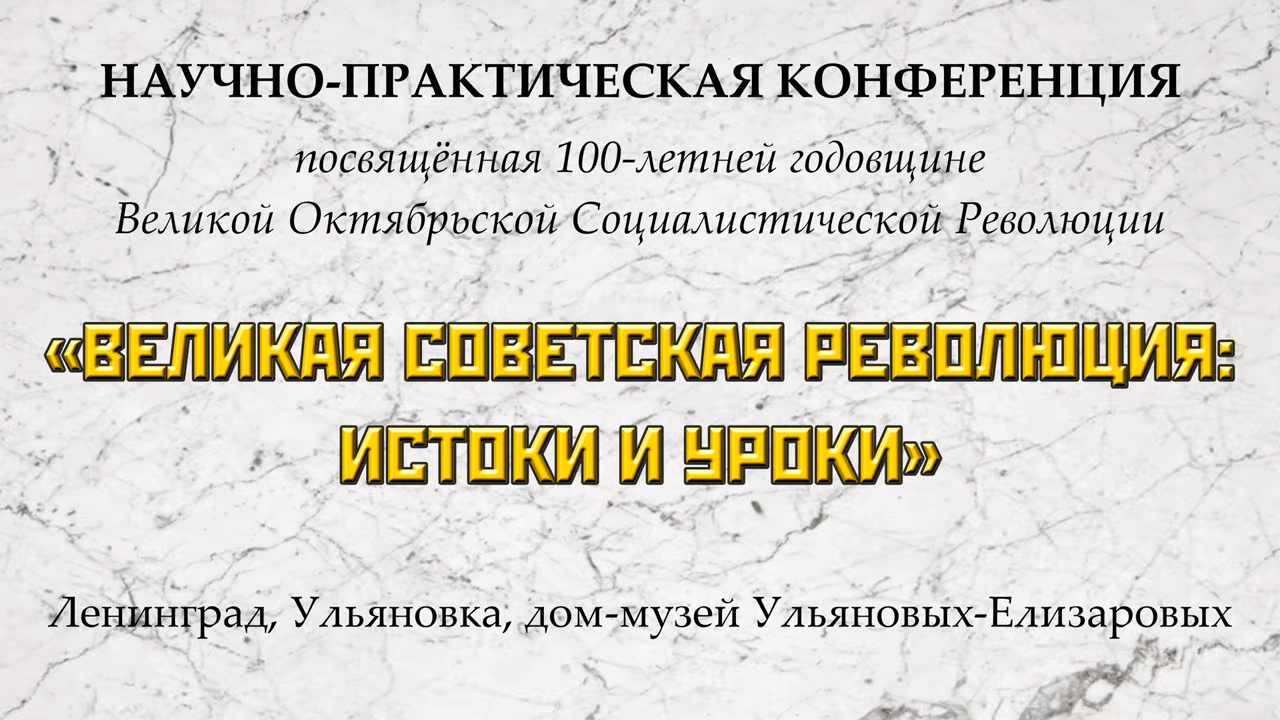 НАУЧНО-ПРАКТИЧЕСКАЯ КОНФЕРЕНЦИЯ
посвящённая 100-летней годовщине
Великой Октябрьской Социалистической Революции
«ВЕЛИКАЯ СОВЕТСКАЯ РЕВОЛЮЦИЯ:
ИСТОКИ И УРОКИ»
Ленинград, Ульяновка, дом-музей Ульяновых-Елизаровых